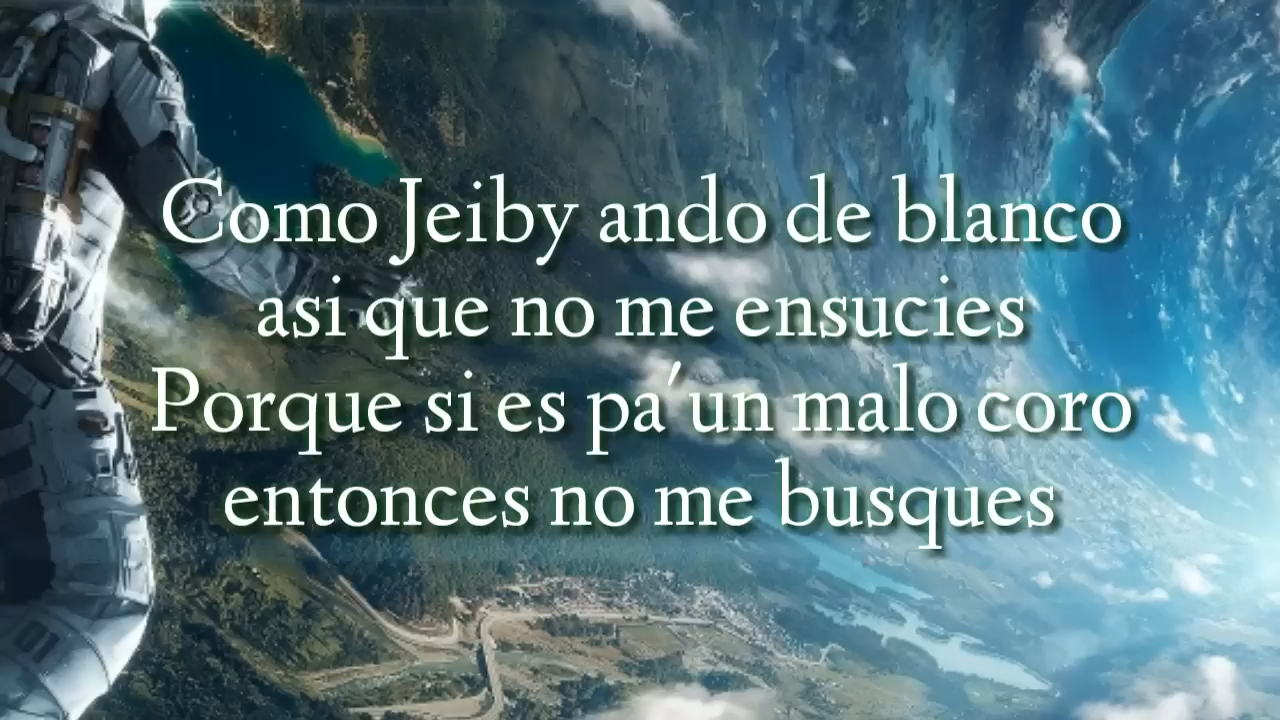 Como Jeiby ando de blanco
asi que no me ensucies
Porque si es pa´un malo coro
entonces no me busques